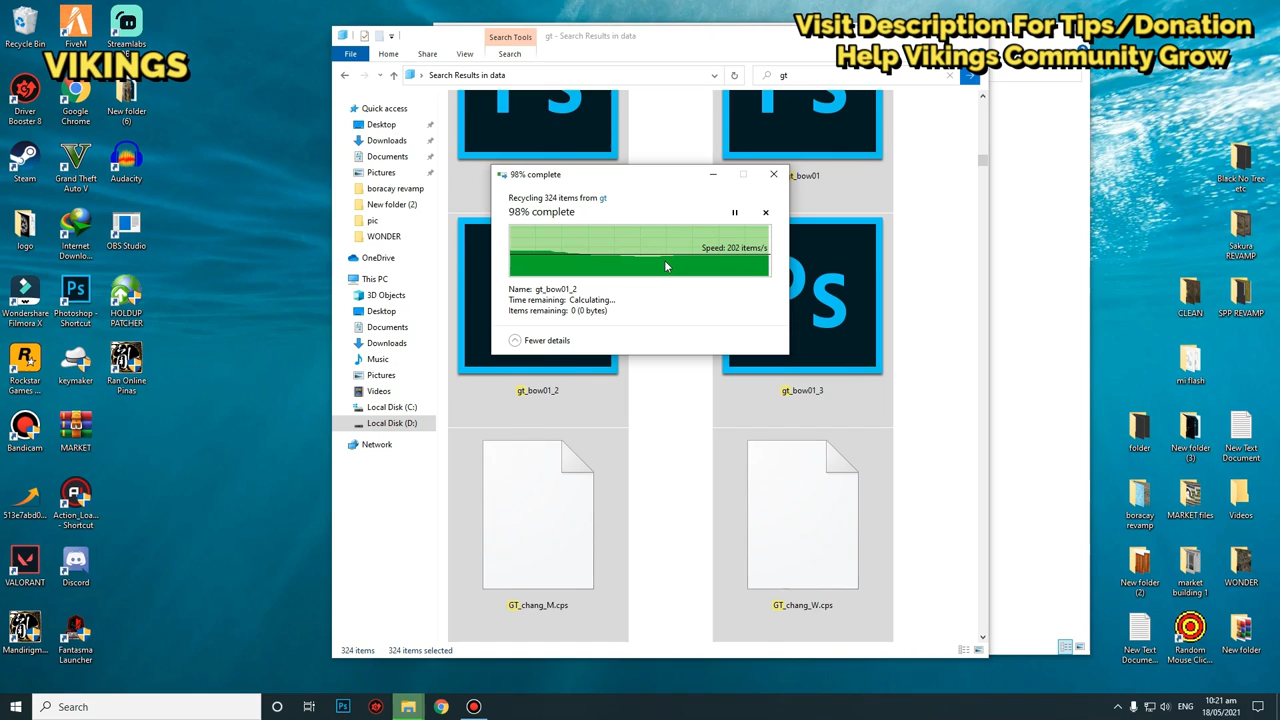 Visit Description For Tips/Donation
Help Vikings Community Grow
VIKINGS
Recycle Bin
FiveM
Streamlabs
Driver Booster 8
Google Chrome
New folder (6)
Steam
Grand Theft Auto V
Audacity
logo
Internet Downlo...
OBS Studio
Wondershare Filmora X
Photoshop - Shortcut
HOLDUP PATCHER
Rockstar Games ...
keymaker
Ran Online Pinas
Bandicam
MARKET
513e7abd0...
Action_Loa... - Shortcut
VALORANT
Discord
Mandirigm...
Fantasma Launcher
Search Tools
gt - Search Results in data
File
Home
Share
View
Search
Search Results in data
gt
Quick access
Desktop
Downloads
Documents
Pictures
boracay revamp
New folder (2)
pic
WONDER
OneDrive
This PC
3D Objects
Desktop
Documents
Downloads
Music
Pictures
Videos
Local Disk (C:)
Local Disk (D:)
Network
Ps
98% complete
Recycling 324 items from gt
98% complete
Speed: 202 items/s
Name: gt_bow01_2
Time remaining: Calculating...
Items remaining: 0 (0 bytes)
Fewer details
_bow01
gt_bow01_2
gt_bow01_3
GT_chang_M.cps
GT_chang_W.cps
324 items
324 items selected
Black No Tree etc
Sakura REVAMP
CLEAN
SPP REVAMP
mi flash
folder
New folder (3)
New Text Document
boracay revamp
MARKET files
Videos
New folder (2)
market building 1
WONDER
New Text Docume...
Random Mouse Clic...
New folder
Search
10:21 am
18/05/2021